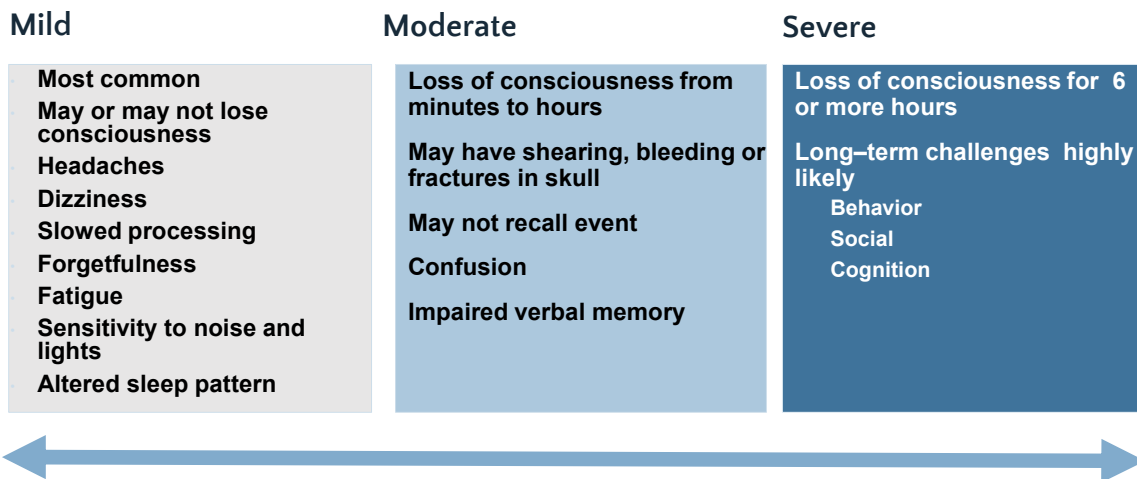 Mild
Most common
May or may not lose
consciousness
Headaches
Dizziness
Slowed processing
Forgetfulness
Fatigue
Sensitivity to noise and
lights
Altered sleep pattern
Moderate
Loss of consciousness from
minutes to hours
May have shearing, bleeding or
fractures in skull
May not recall event
Confusion
Impaired verbal memory
Severe
Loss of consciousness for 6
or more hours
Long–term challenges highly
likely
Behavior
Social
Cognition